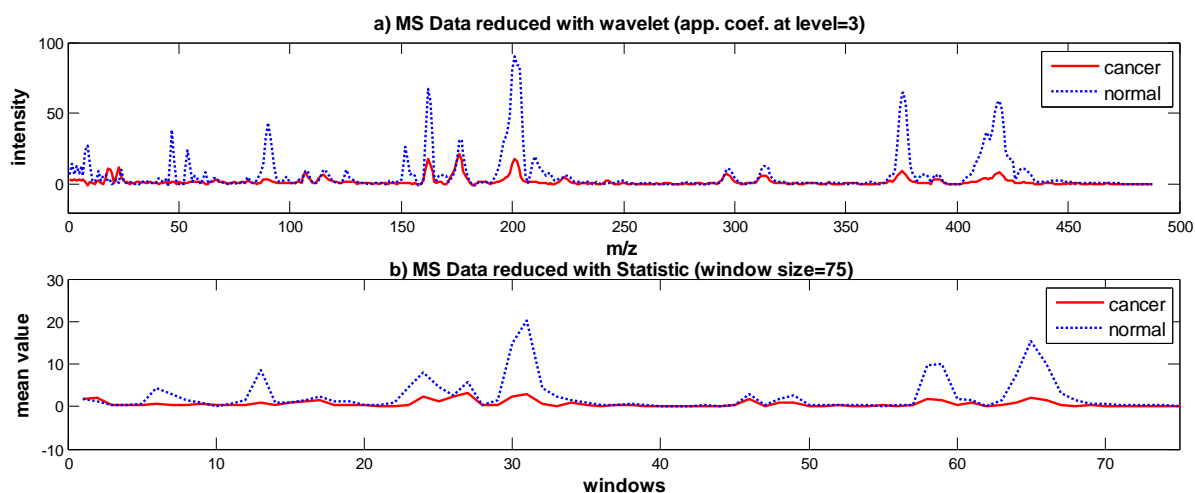 a) MS Data reduced with wavelet (app. coef. at level=3)
100
50
0
intensity
cancer
normal
0 50 100 150 200 250 300 350 400 450 500
m/z
b) MS Data reduced with Statistic (window size=75)
30
20
10
0
-10
mean value
cancer
normal
0 10 20 30 40 50 60 70
windows